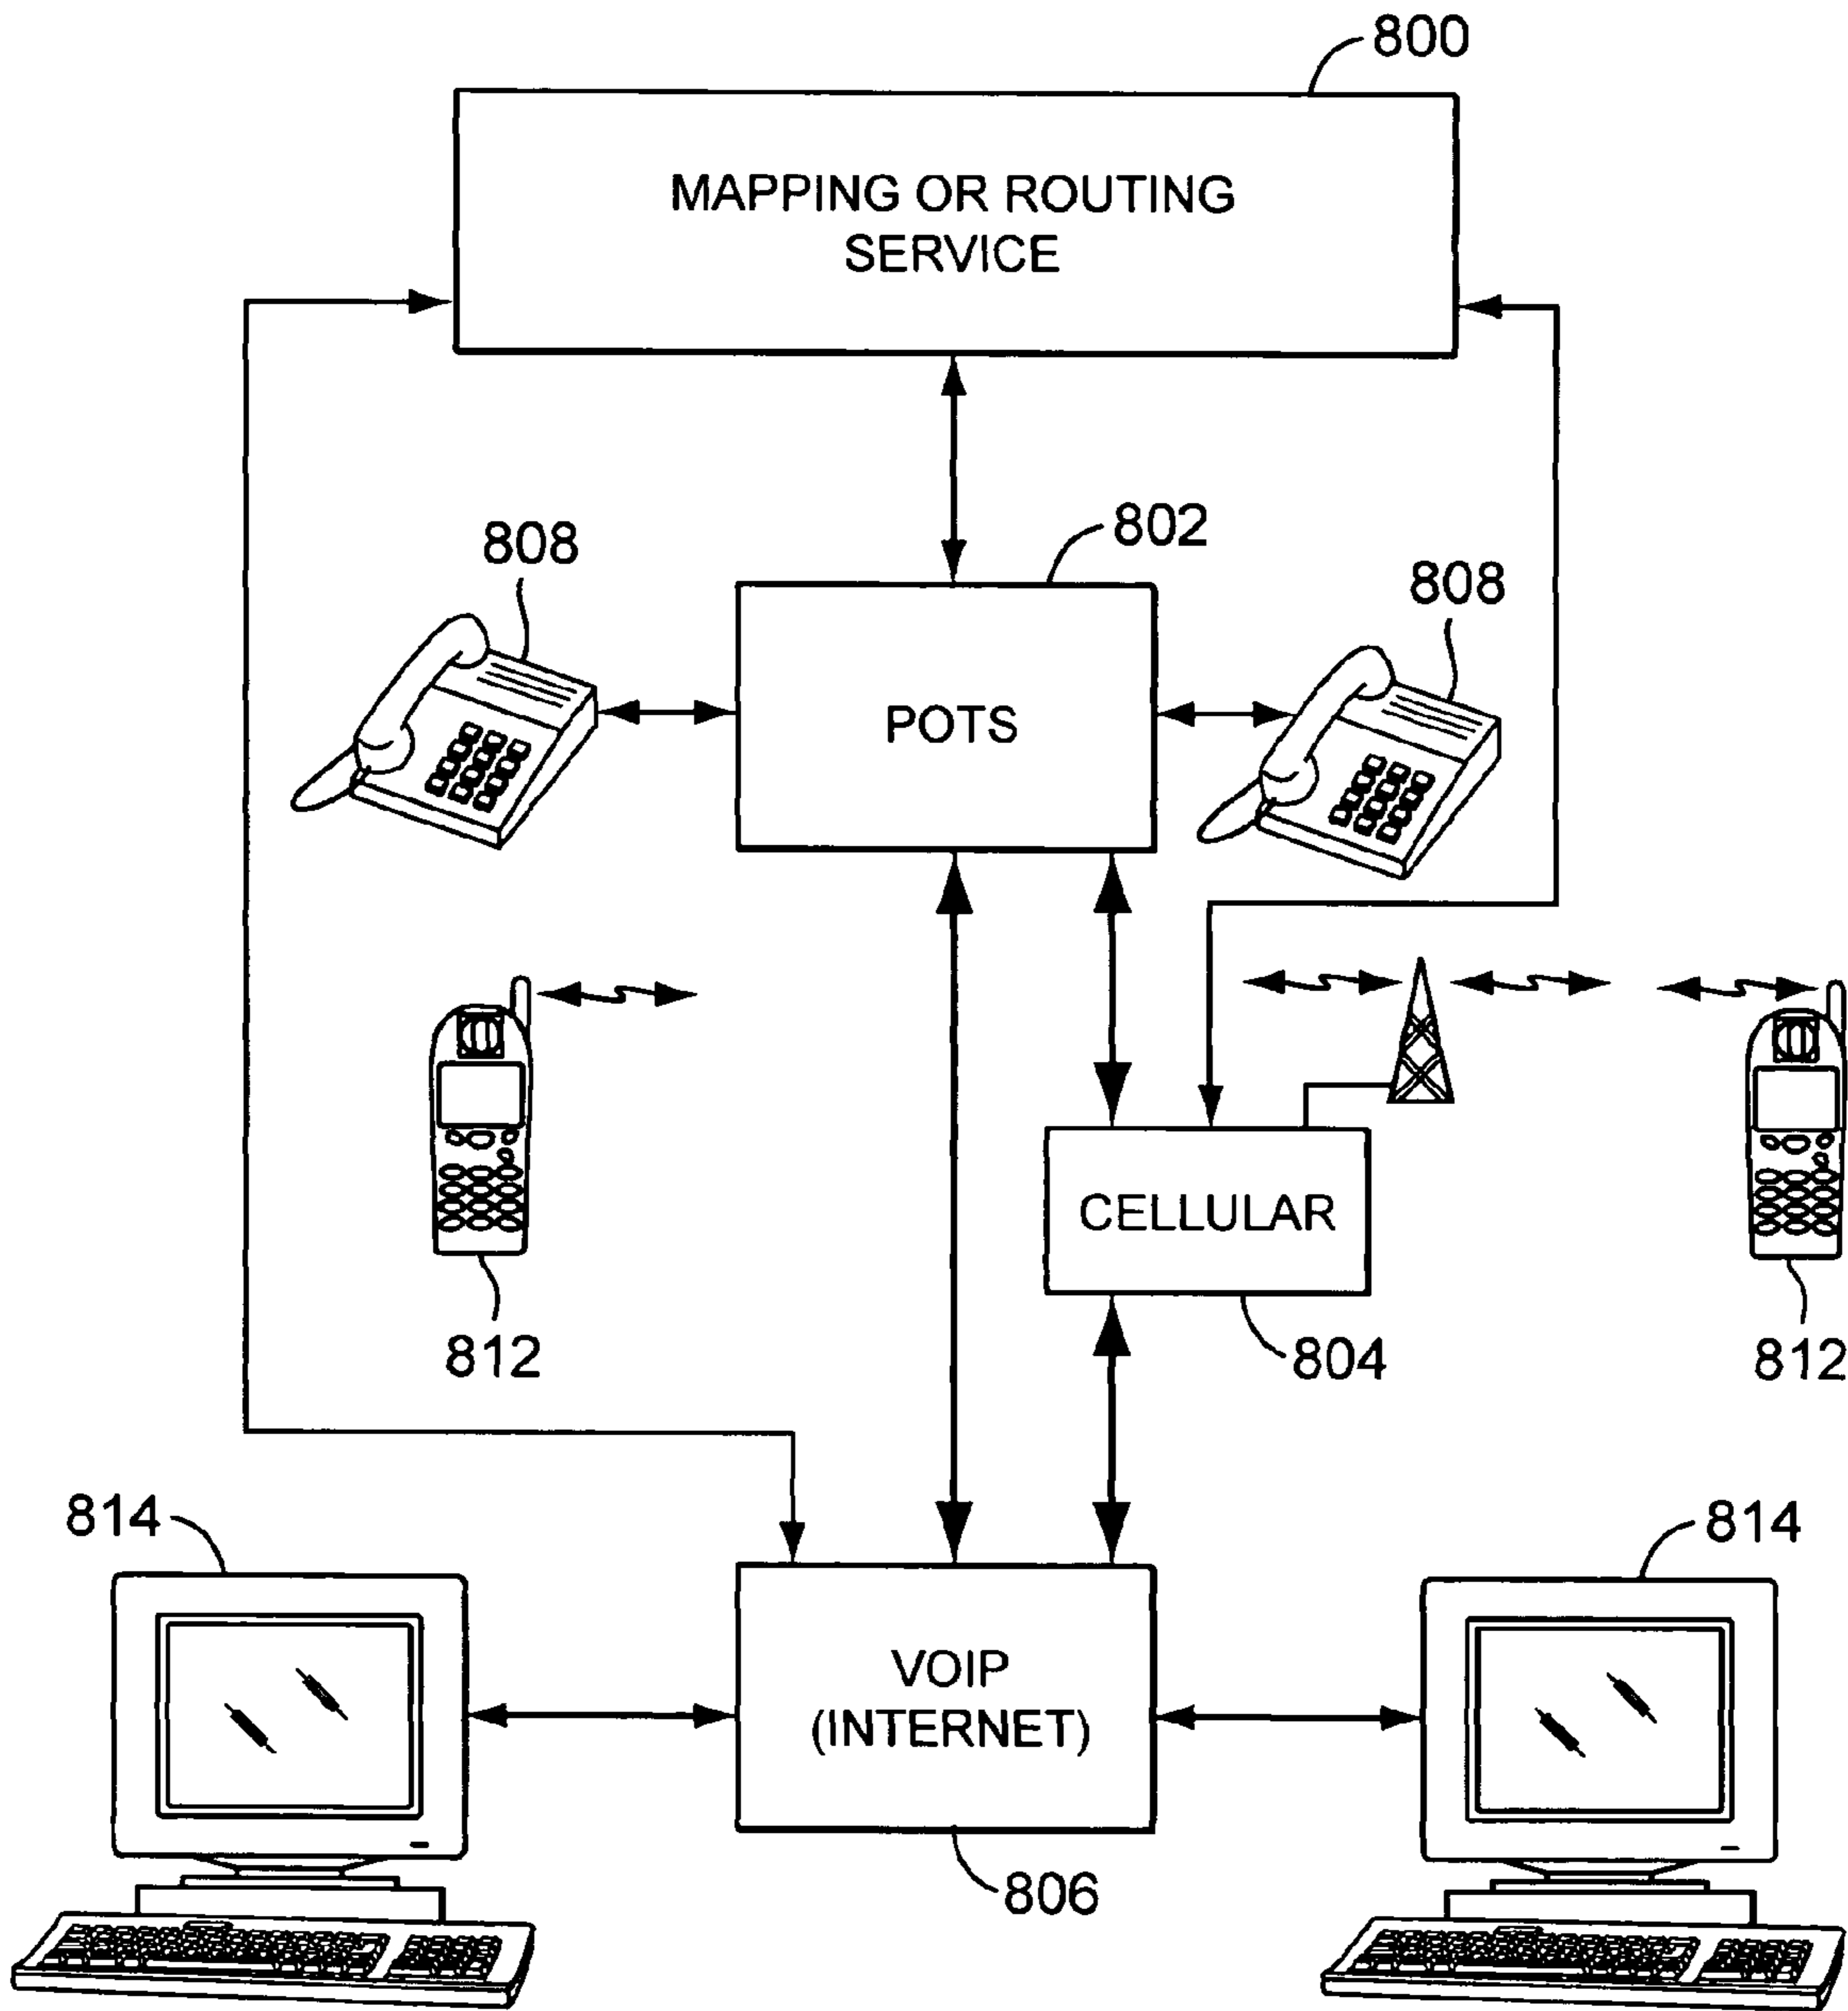 800
MAPPING OR ROUTING
SERVICE
808
802
808
POTS
CELLULAR
812
804
812
814
814
VOIP
(INTERNET)
806